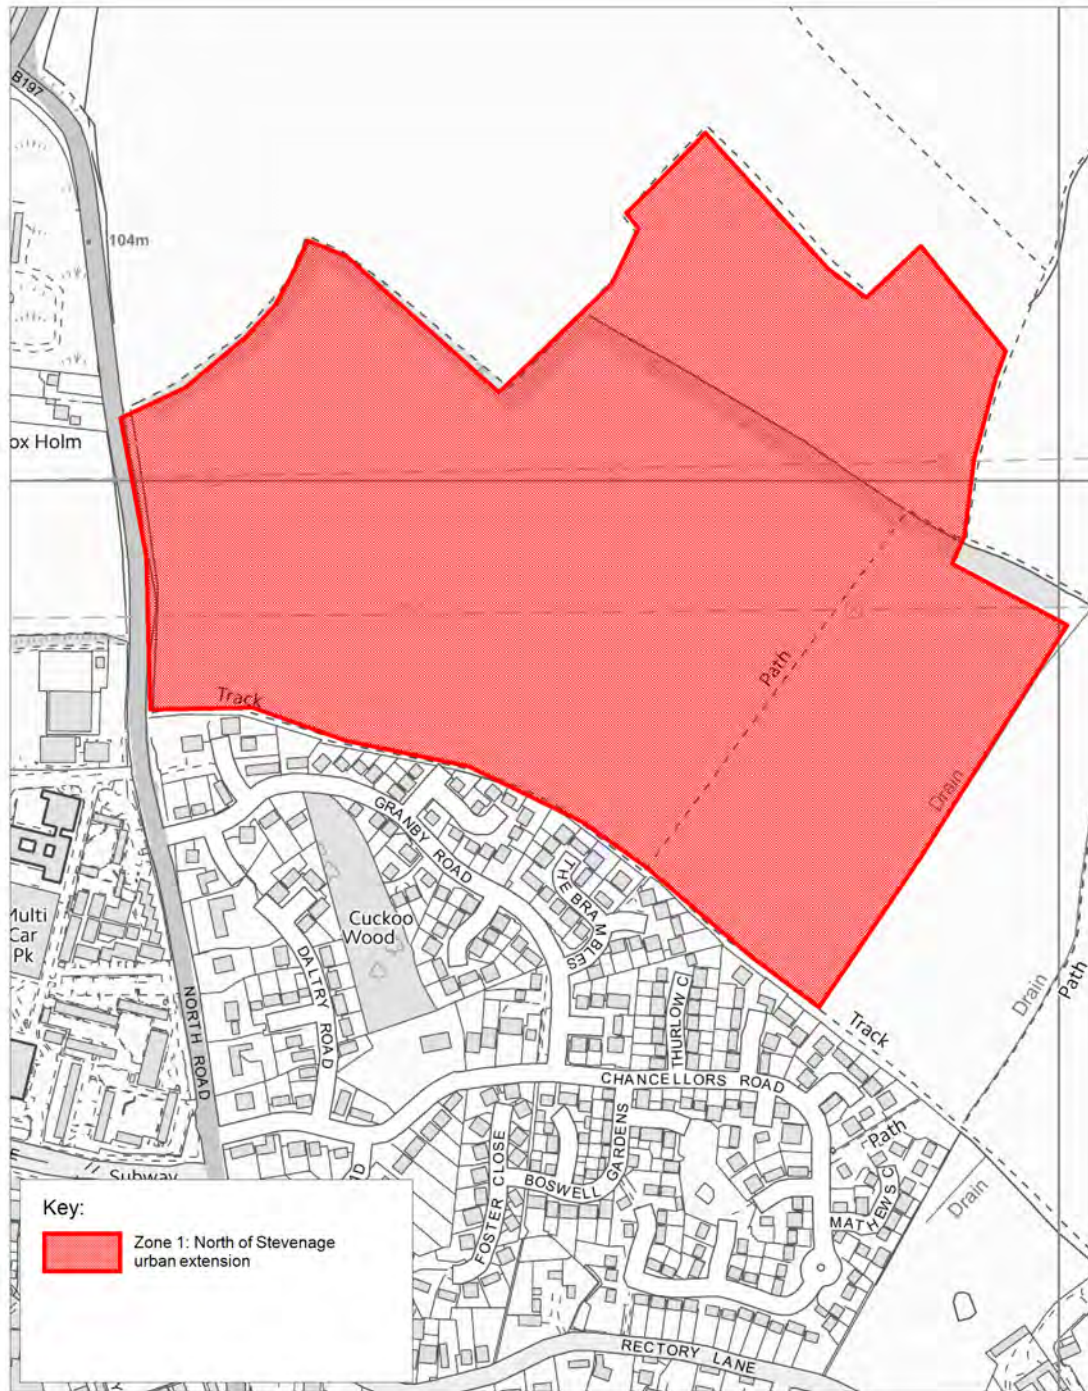 B197
104m
ox Holm
Track
Path
Drain
GRANBY ROAD
THE BRAMBLES
Cuckoo
Wood
Multi
Car
Pk
DALTRY ROAD
NORTH ROAD
THURLOW C
Track
Drain
Path
CHANCELLORS ROAD
Path
FOSTER CLOSE
BOSWELL GARDENS
MATHEWS C
Drain
Subway
AD
RECTORY LANE
Key:
Zone 1: North of Stevenage
urban extension